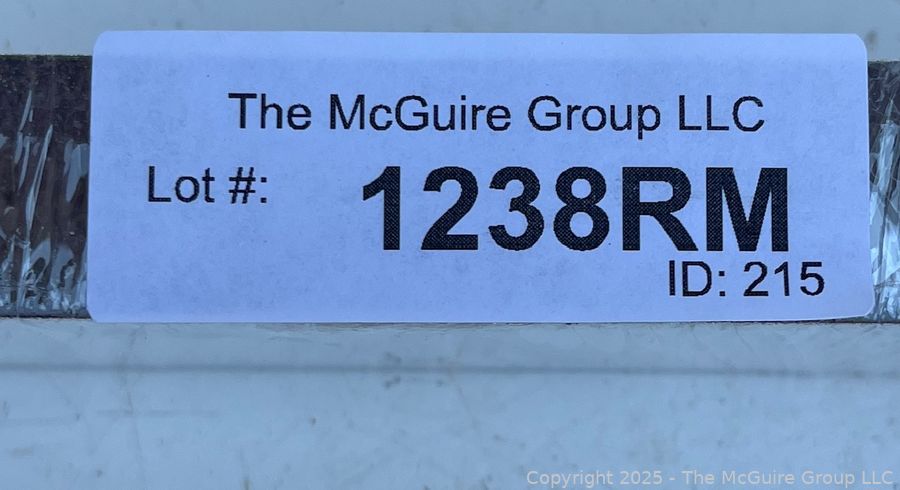 The McGuire Group LLC
Lot #: 1238RM
ID: 215
Copyright 2025 - The McGuire Group LLC